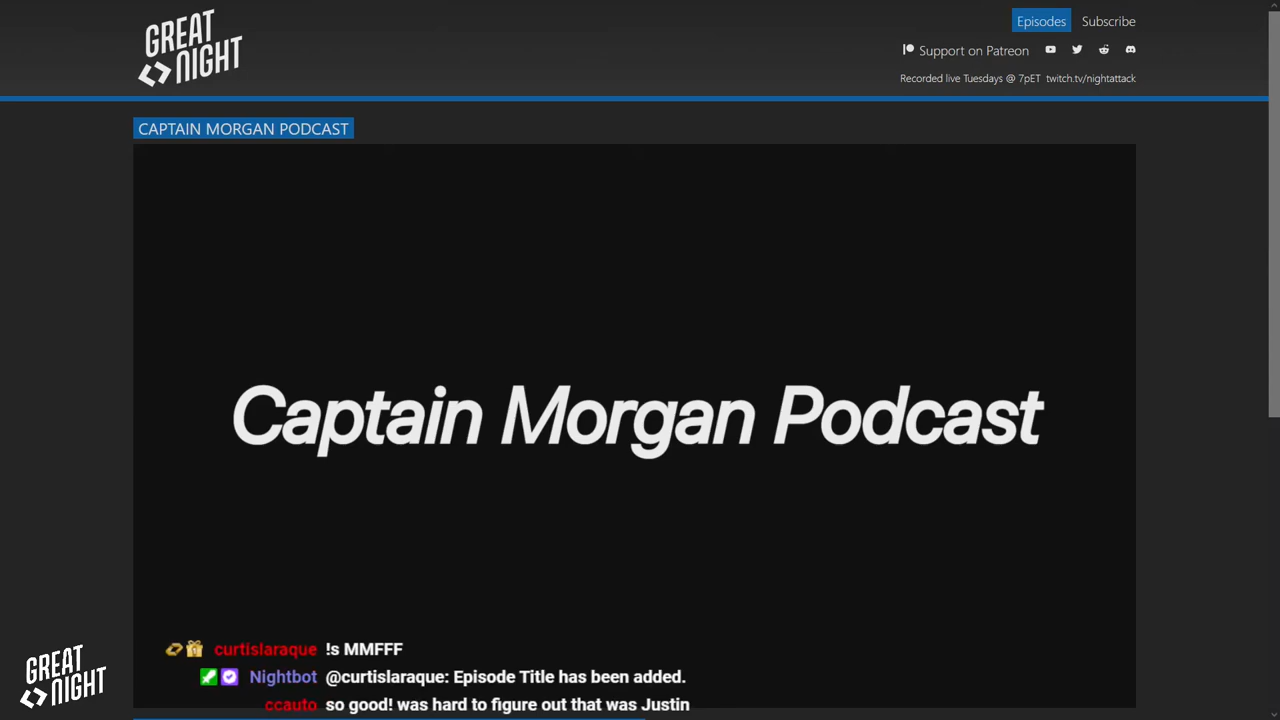 GREAT
NIGHT
Episodes
Subscribe
Support on Patreon
Recorded live Tuesdays @ 7pET twitch.tv/nightattack
CAPTAIN MORGAN PODCAST
Captain Morgan Podcast
curtislaraque !s MMFFF
Nightbot @curtislaraque: Episode Title has been added.
ccauto so good! was hard to figure out that was Justin
GREAT
NIGHT